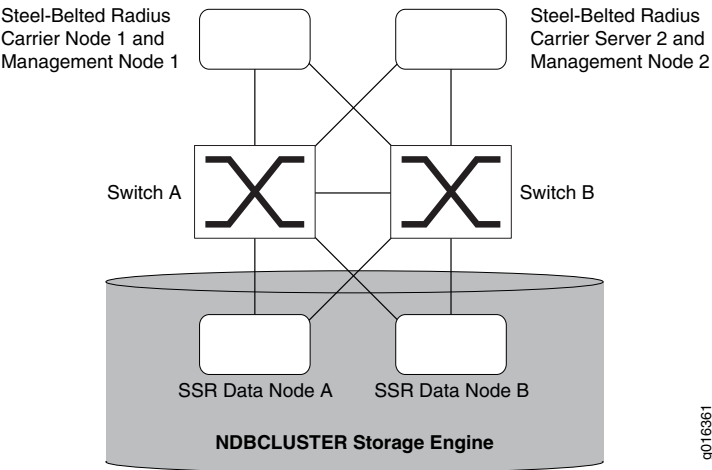 Steel-Belted Radius
Carrier Node 1 and
Management Node 1
Steel-Belted Radius
Carrier Server 2 and
Management Node 2
Switch A
Switch B
SSR Data Node A
SSR Data Node B
NDBCLUSTER Storage Engine
g016361